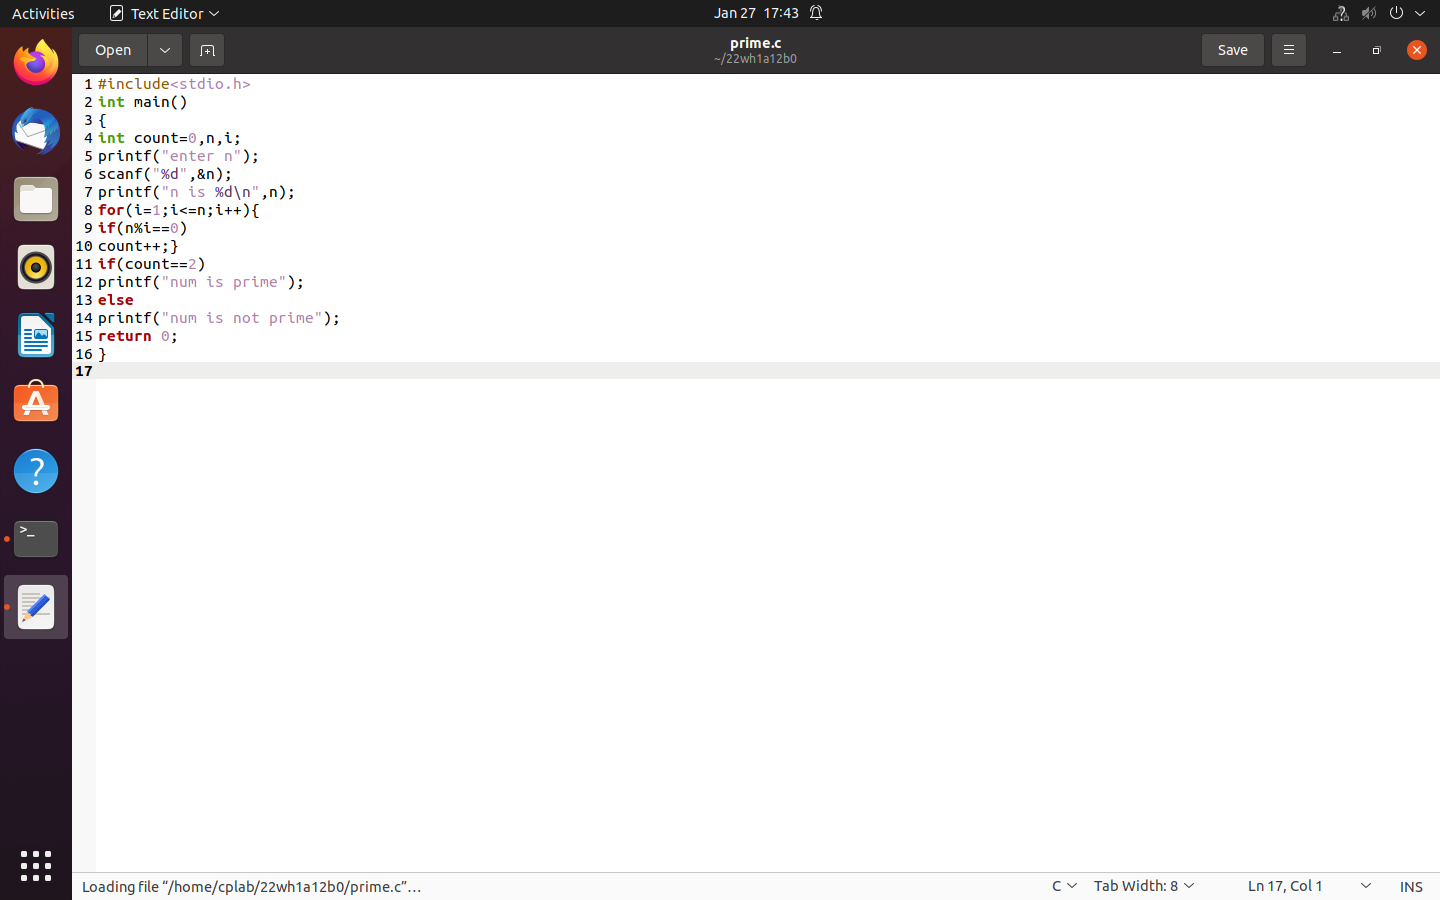 Activities Text Editor Jan 27 17:43
Open prime.c Save
~/22wh1a12b0
1 #include<stdio.h>
2 int main()
3 {
4 int count=0,n,i;
5 printf("enter n");
6 scanf("%d",&n);
7 printf("n is %d\n",n);
8 for(i=1;i<=n;i++){
9 if(n%i==0)
10 count++;}
11 if(count==2)
12 printf("num is prime");
13 else
14 printf("num is not prime");
15 return 0;
16 }
17
Loading file “/home/cplab/22wh1a12b0/prime.c”… C Tab Width: 8 Ln 17, Col 1 INS